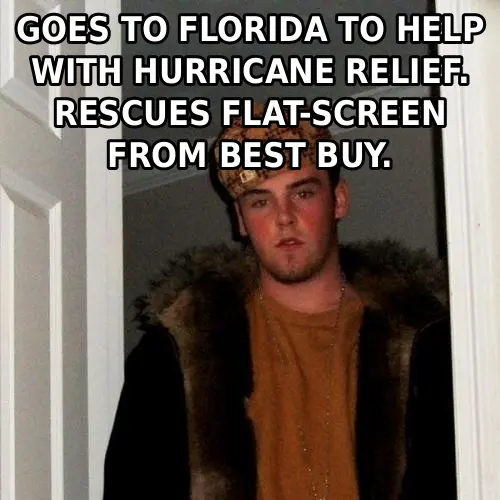 GOES TO FLORIDA TO HELP
WITH HURRICANE RELIEF.
RESCUES FLAT-SCREEN
FROM BEST BUY.